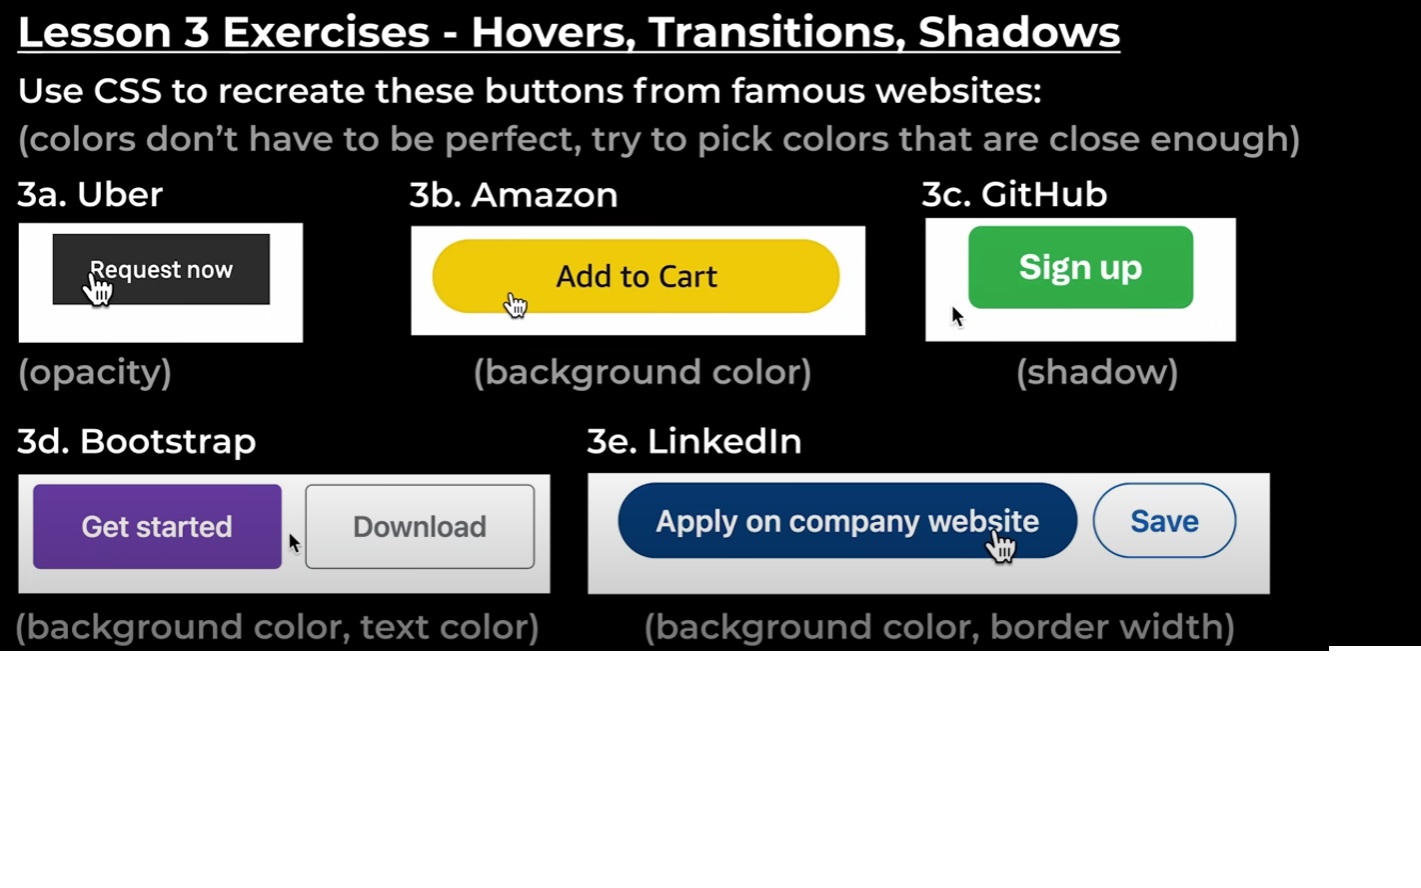 Lesson 3 Exercises - Hovers, Transitions, Shadows
Use CSS to recreate these buttons from famous websites:
(colors don't have to be perfect, try to pick colors that are close enough)
3a. Uber
Request now
(opacity)
3b. Amazon
Add to Cart
(background color)
3c. GitHub
Sign up
(shadow)
3d. Bootstrap
Get started
Download
(background color, text color)
3e. LinkedIn
Apply on company website
Save
(background color, border width)